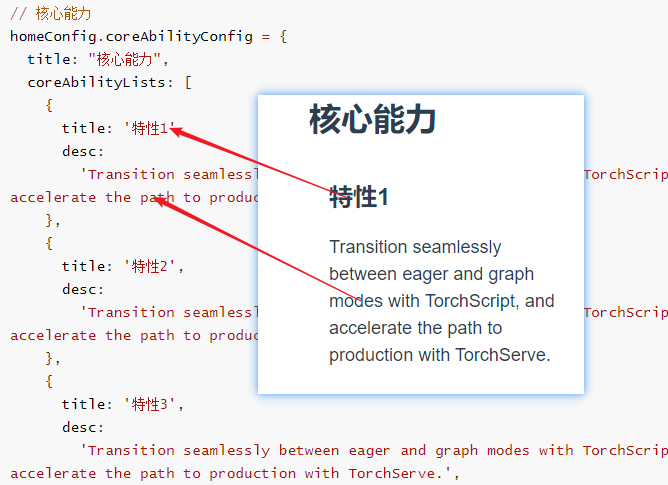 // 核心能力
homeConfig.coreAbilityConfig = {
title: "核心能力",
coreAbilityLists: [
{
title: '特性1',
desc:
'Transition seamlessl
TorchScrip
accelerate the path to produc
},
{
title: '特性2',
desc:
'Transition seamlessl
TorchScrip
accelerate the path to produc
},
{
title: '特性3',
desc:
'Transition seamlessly between eager and graph modes with TorchScrip
accelerate the path to production with TorchServe.',
核心能力
特性1
Transition seamlessly
between eager and graph
modes with TorchScript, and
accelerate the path to
production with TorchServe.